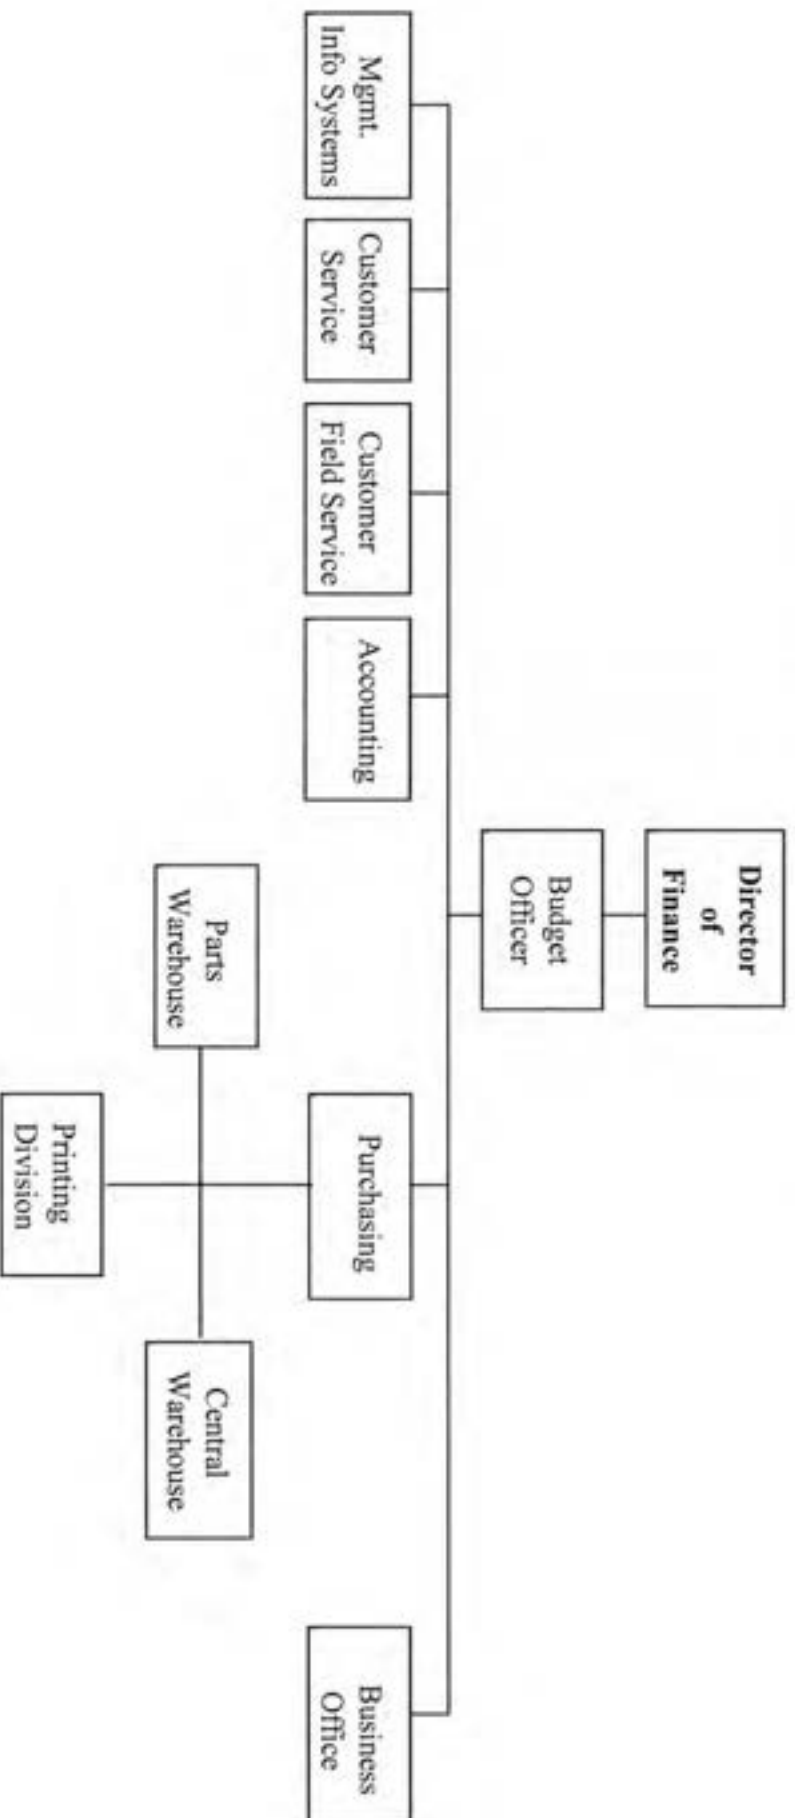 Director
of
Finance
Budget
Officer
Mgmt.
Info Systems
Customer
Service
Customer
Field Service
Accounting
Purchasing
Business
Office
Parts
Warehouse
Central
Warehouse
Printing
Division